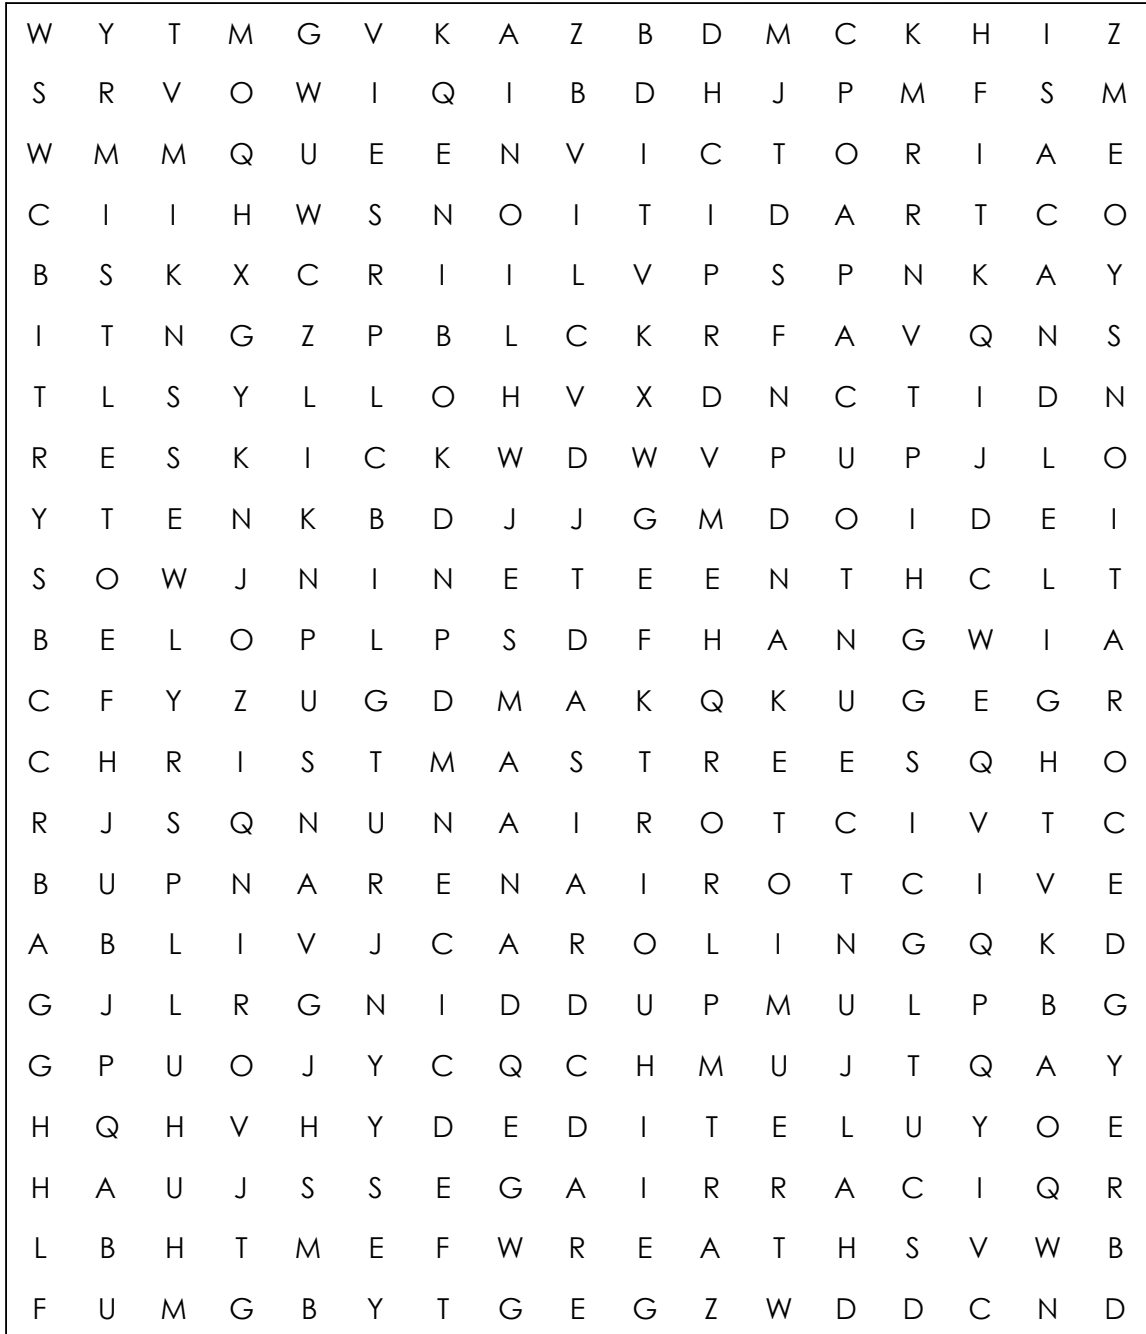 W Y T M G V K A Z B D M C K H I Z
S R V O W I Q I B D H J P M F S M
W M M Q U E E N V I C T O R I A E
C I I H W S N O I T I D A R T C O
B S K X C R I I L V P S P N K A Y
I T N G Z P B L C K R F A V Q N S
T L S Y L L O H V X D N C T I D N
R E S K I C K W D W V P U P J L O
Y T E N K B D J J G M D O I D E I
S O W J N I N E T E E N T H C L T
B E L O P L P S D F H A N G W I A
C F Y Z U G D M A K Q K U G E G R
C H R I S T M A S T R E E S Q H O
R J S Q N U N A I R O T C I V T C
B U P N A R E N A I R O T C I V E
A B L I V J C A R O L I N G Q K D
G J L R G N I D D U P M U L P B G
G P U O J Y C Q C H M U J T Q A Y
H Q H V H Y D E D I T E L U Y O E
H A U J S S E G A I R R A C I Q R
L B H T M E F W R E A T H S V W B
F U M G B Y T G E G Z W D D C N D